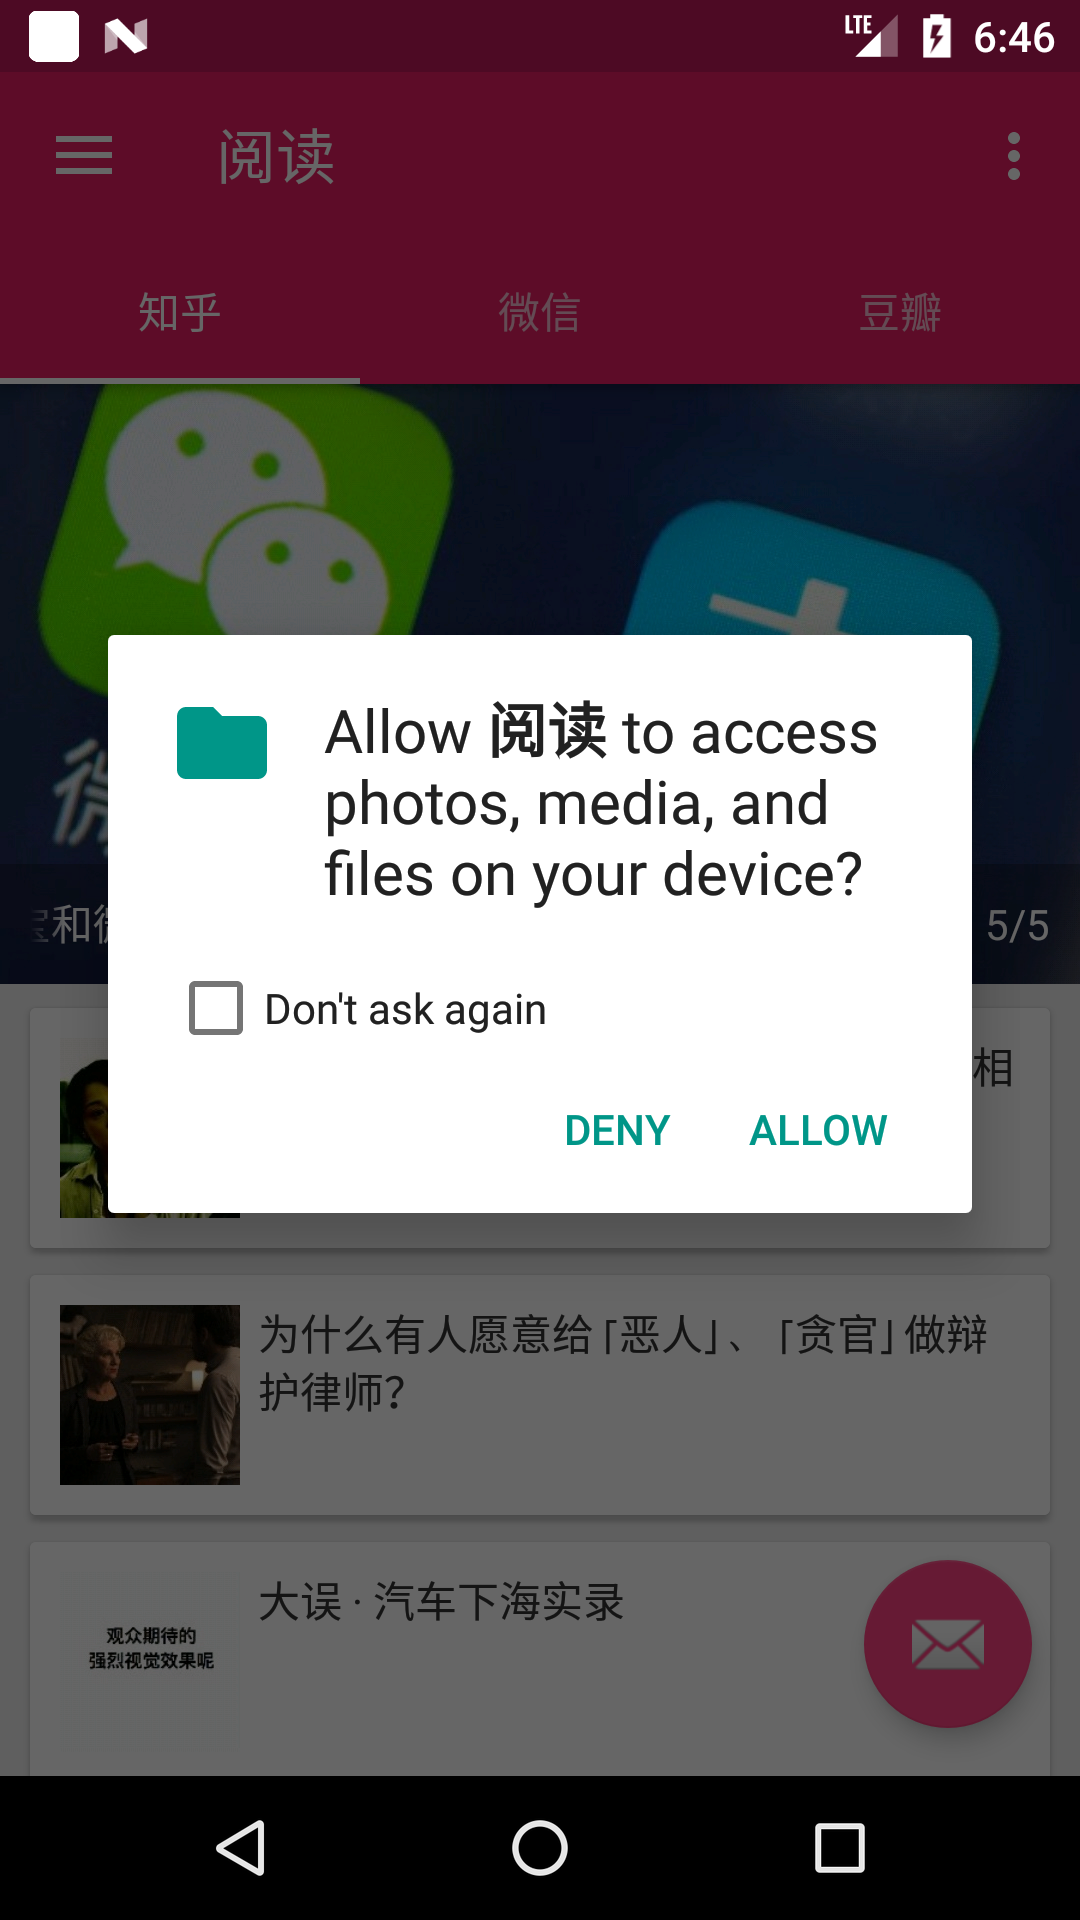 LTE 6:46
阅读
知乎 微信 豆瓣
Allow 阅读 to access
photos, media, and
files on your device?
和 5/5
Don't ask again
相
DENY ALLOW
为什么有人愿意给「恶人」、「贪官」做辩
护律师?
大误 · 汽车下海实录
观众期待的
强烈视觉效果呢